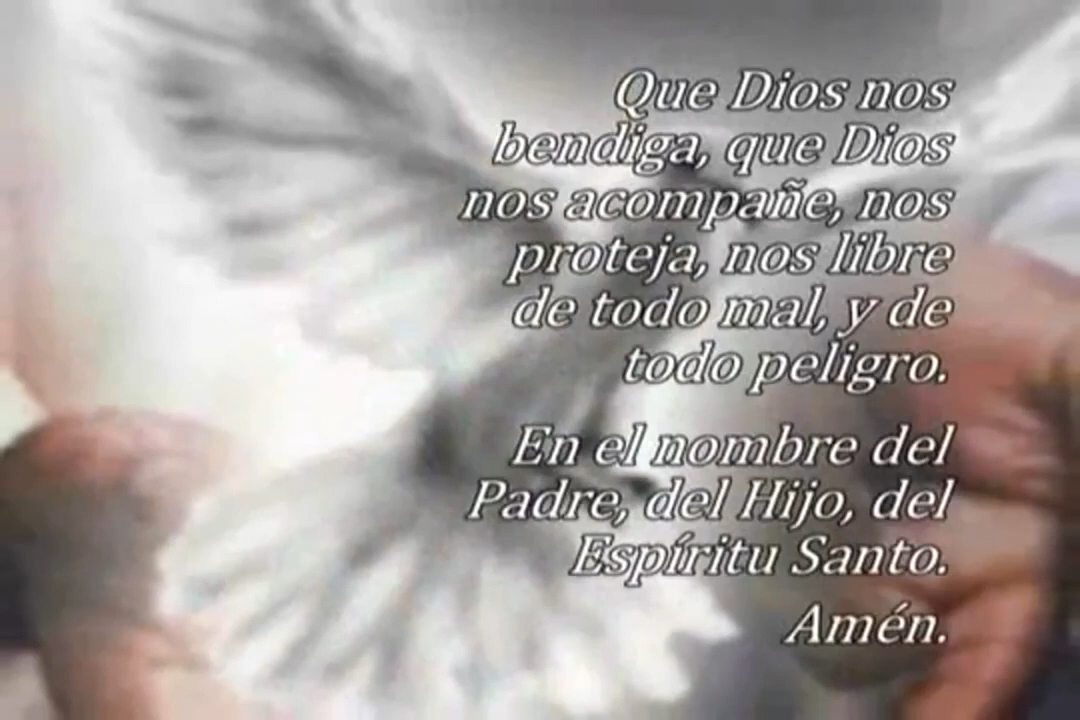 Que Dios nos
bendiga, que Dios
nos acompañe, nos
proteja, nos libre
de todo mal, y de
todo peligro.
En el nombre del
Padre, del Hijo, del
Espíritu Santo.
Amén.